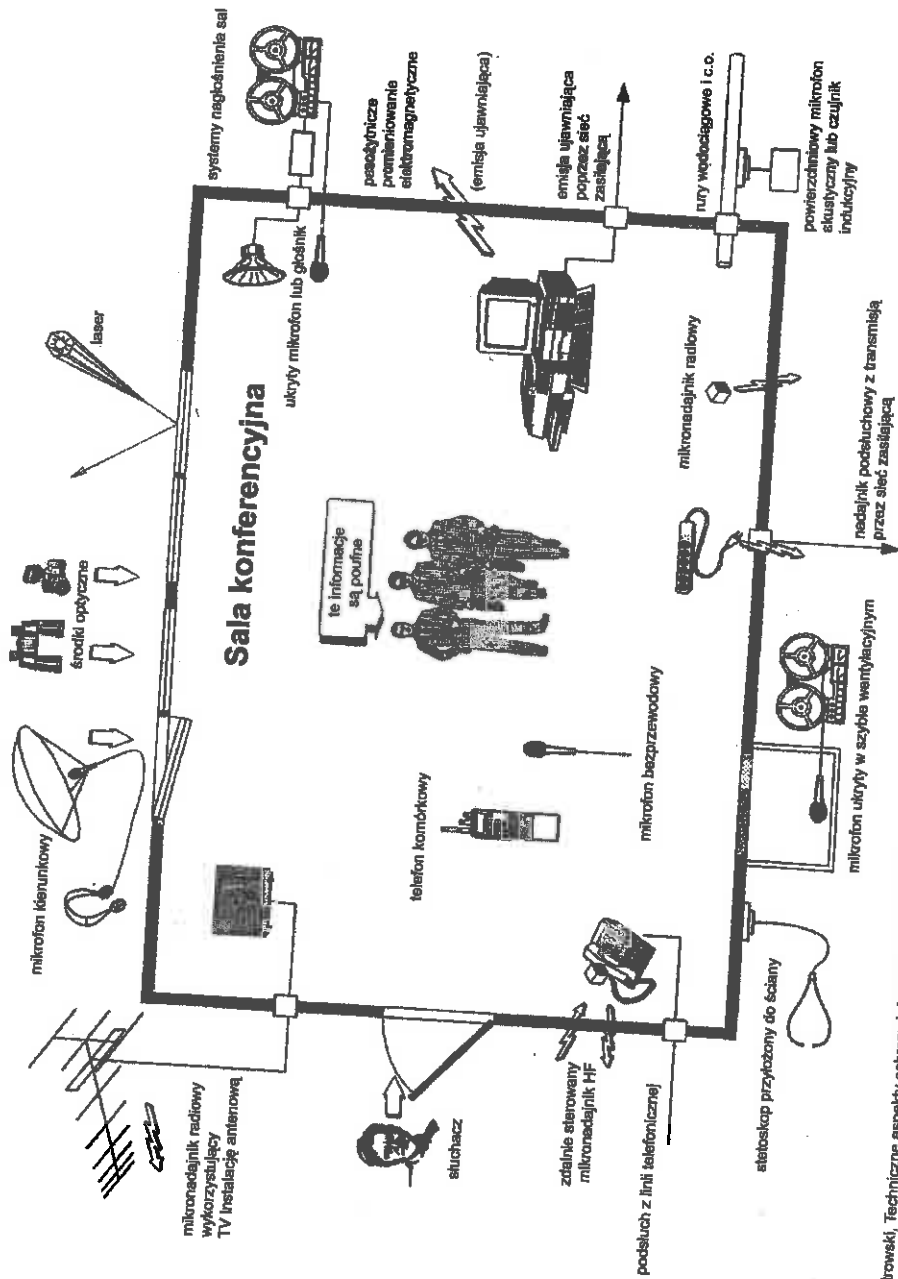 mikrofon kierunkowy
środki optyczne
laser
systemy nagłośnienia sal
mikronadajnik radiowy
wykorzystujący
TV instalację antenową
Sala konferencyjna
ukryty mikrofon lub głośnik
pasożytnicze
promieniowanie
elektromagnetyczne
(emisja ujawniająca)
słuchacz
te informacje
są poufne
emisja ujawniająca
poprzez sieć
zasilającą
telefon komórkowy
mikrofon bezprzewodowy
mikronadajnik radiowy
zdalnie sterowany
mikronadajnik HF
rury wodociągowe i c.o.
podsłuch z linii telefonicznej
powierzchniowy mikrofon
akustyczny lub czujnik
indukcyjny
stetoskop przyłożony do ściany
mikrofon ukryty w szybie wentylacyjnym
nadajnik podsłuchowy z transmisją
przez sieć zasilającą
trowski, Techniczne aspekty